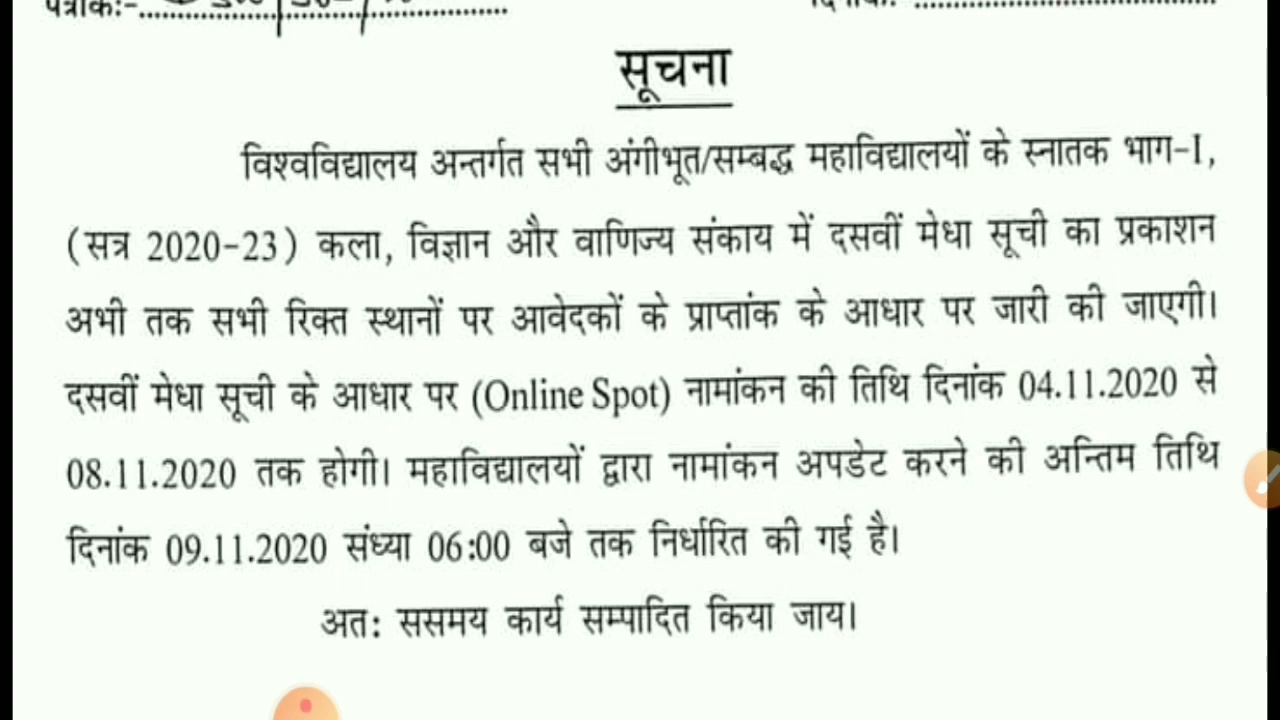 पत्रांकः-
दिनांकः
सूचना
विश्वविद्यालय अन्तर्गत सभी अंगीभूत/सम्बद्ध महाविद्यालयों के स्नातक भाग-I,
(सत्र 2020-23) कला, विज्ञान और वाणिज्य संकाय में दसवीं मेधा सूची का प्रकाशन
अभी तक सभी रिक्त स्थानों पर आवेदकों के प्राप्तांक के आधार पर जारी की जाएगी।
दसवीं मेधा सूची के आधार पर (Online Spot) नामांकन की तिथि दिनांक 04.11.2020 से
08.11.2020 तक होगी। महाविद्यालयों द्वारा नामांकन अपडेट करने की अन्तिम तिथि
दिनांक 09.11.2020 संध्या 06:00 बजे तक निर्धारित की गई है।
अतः ससमय कार्य सम्पादित किया जाय।